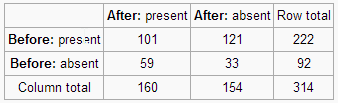 After: present After: absent Row total
Before: present 101 121 222
Before: absent 59 33 92
Column total 160 154 314